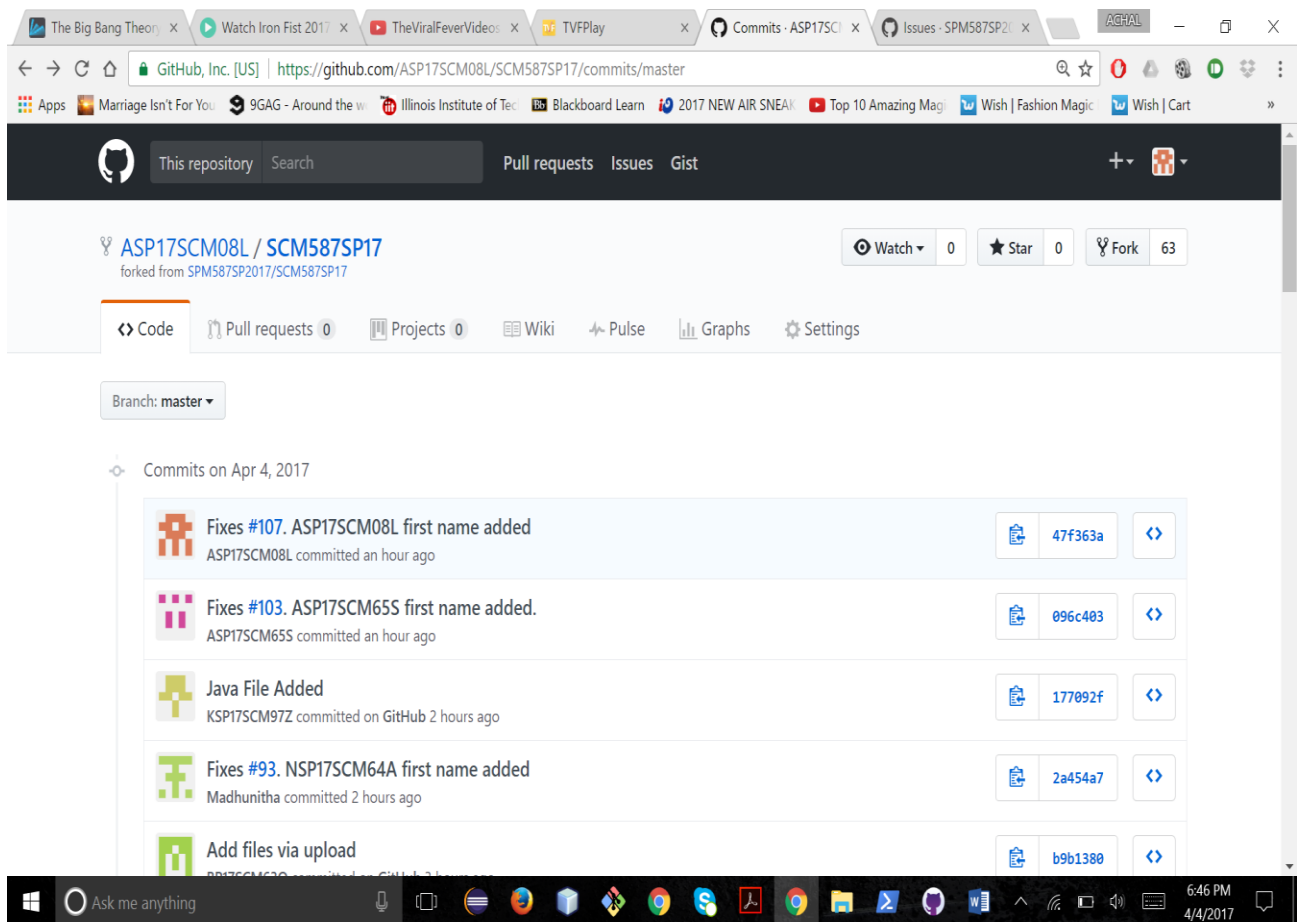 The Big Bang Theory
Watch Iron Fist 2017
TheViralFeverVideos
TVFPlay
Commits · ASP17SCM
Issues · SPM587SP20
ACHAL
GitHub, Inc. [US] https://github.com/ASP17SCM08L/SCM587SP17/commits/master
Apps Marriage Isn't For You 9GAG - Around the w Illinois Institute of Tec Blackboard Learn 2017 NEW AIR SNEAK Top 10 Amazing Magi Wish | Fashion Magic Wish | Cart »
This repository Search Pull requests Issues Gist
ASP17SCM08L / SCM587SP17
forked from SPM587SP2017/SCM587SP17
Watch 0 Star 0 Fork 63
Code Pull requests 0 Projects 0 Wiki Pulse Graphs Settings
Branch: master
Commits on Apr 4, 2017
Fixes #107. ASP17SCM08L first name added
ASP17SCM08L committed an hour ago
47f363a
Fixes #103. ASP17SCM65S first name added.
ASP17SCM65S committed an hour ago
096c403
Java File Added
KSP17SCM97Z committed on GitHub 2 hours ago
177092f
Fixes #93. NSP17SCM64A first name added
Madhunitha committed 2 hours ago
2a454a7
Add files via upload
b9b1380
Ask me anything
6:46 PM
4/4/2017